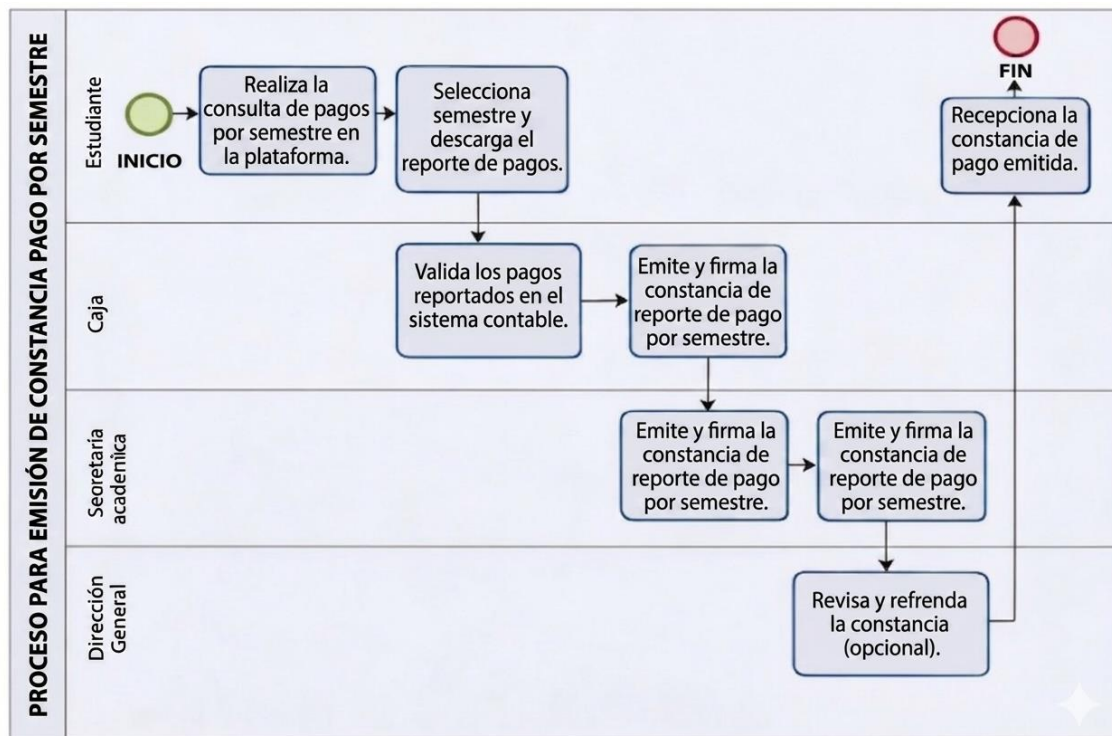 PROCESO PARA EMISIÓN DE CONSTANCIA PAGO POR SEMESTRE
Estudiante
INICIO
Realiza la
consulta de pagos
por semestre en
la plataforma.
Selecciona
semestre y
descarga el
reporte de pagos.
FIN
Recepciona la
constancia de
pago emitida.
Caja
Valida los pagos
reportados en el
sistema contable.
Emite y firma la
constancia de
reporte de pago
por semestre.
Seoretaría
academica
Emite y firma la
constancia de
reporte de pago
por semestre.
Emite y firma la
constancia de
reporte de pago
por semestre.
Dirección
General
Revisa y refrenda
la constancia
(opcional).